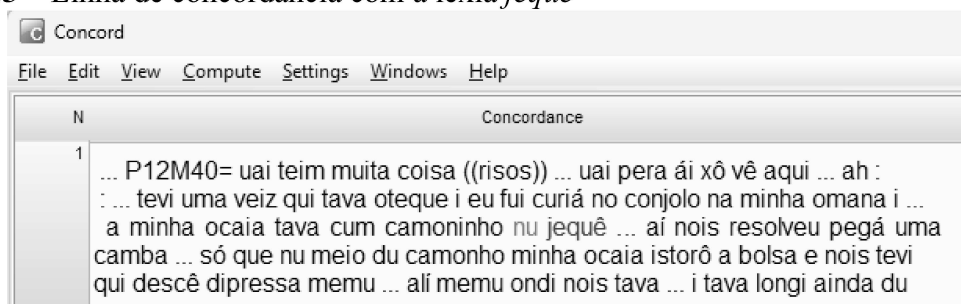 Linha de concordância com a lexia jequê
Concord
File Edit View Compute Settings Windows Help
N Concordance
1
... P12M40= uai teim muita coisa ((risos)) ... uai pera ái xô vê aqui ... ah :
: ... tevi uma veiz qui tava oteque i eu fui curiá no conjolo na minha omana i ...
a minha ocaia tava cum camoninho nu jequê ... aí nois resolveu pegá uma
camba ... só que nu meio du camonho minha ocaia istorô a bolsa e nois tevi
qui descê dipressa memu ... alí memu ondi nois tava ... i tava longi ainda du